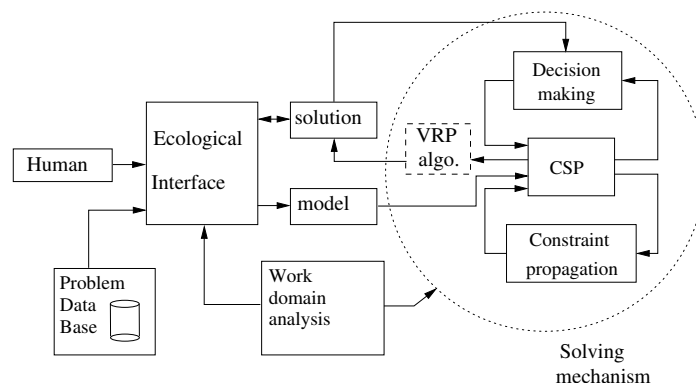 Decision
making
solution
VRP
algo.
Ecological
Interface
CSP
Human
model
Constraint
propagation
Problem
Data
Base
Work
domain
analysis
Solving
mechanism